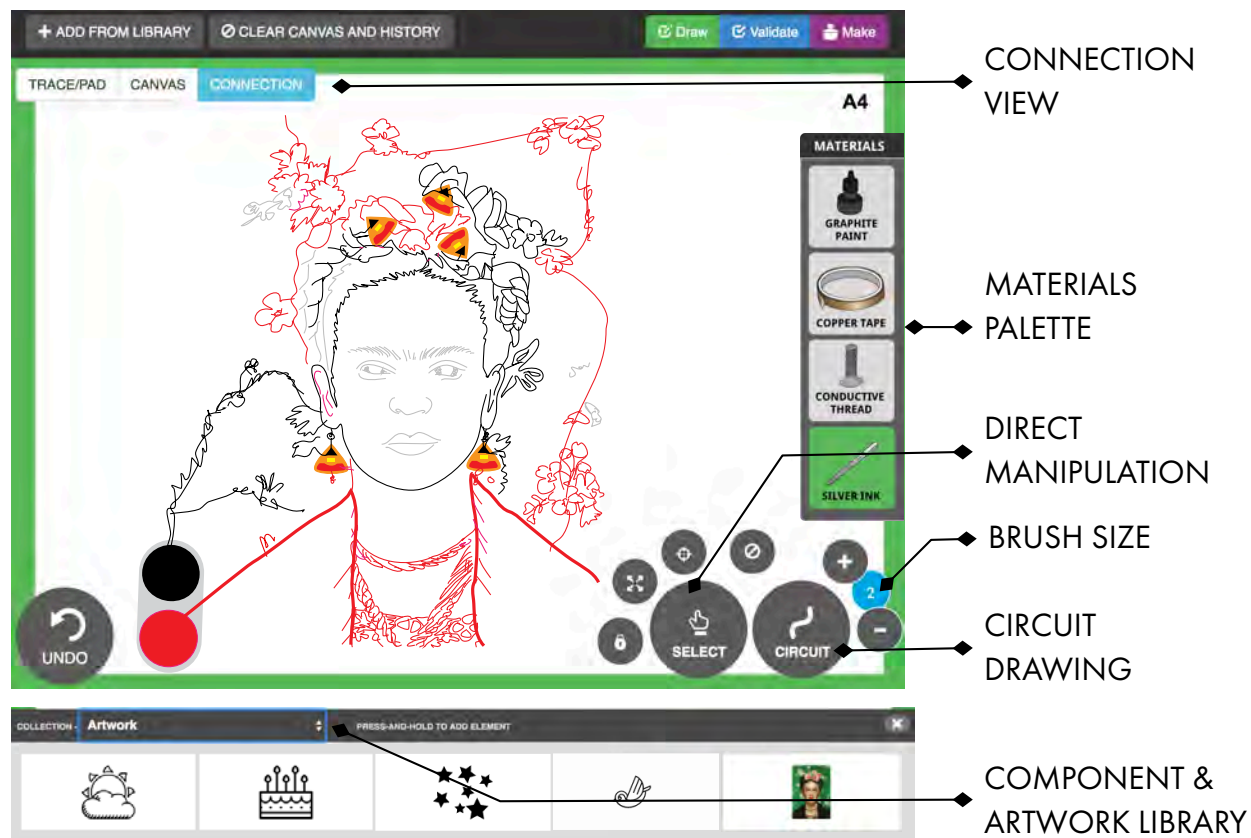 ADD FROM LIBRARY
CLEAR CANVAS AND HISTORY
Draw
Validate
Make
TRACE/PAD
CANVAS
CONNECTION
A4
MATERIALS
GRAPHITE
PAINT
COPPER TAPE
CONDUCTIVE
THREAD
SILVER INK
UNDO
SELECT
CIRCUIT
+
2
-
CONNECTION
VIEW
MATERIALS
PALETTE
DIRECT
MANIPULATION
BRUSH SIZE
CIRCUIT
DRAWING
COLLECTION -
Artwork
PRESS-AND-HOLD TO ADD ELEMENT
COMPONENT &
ARTWORK LIBRARY